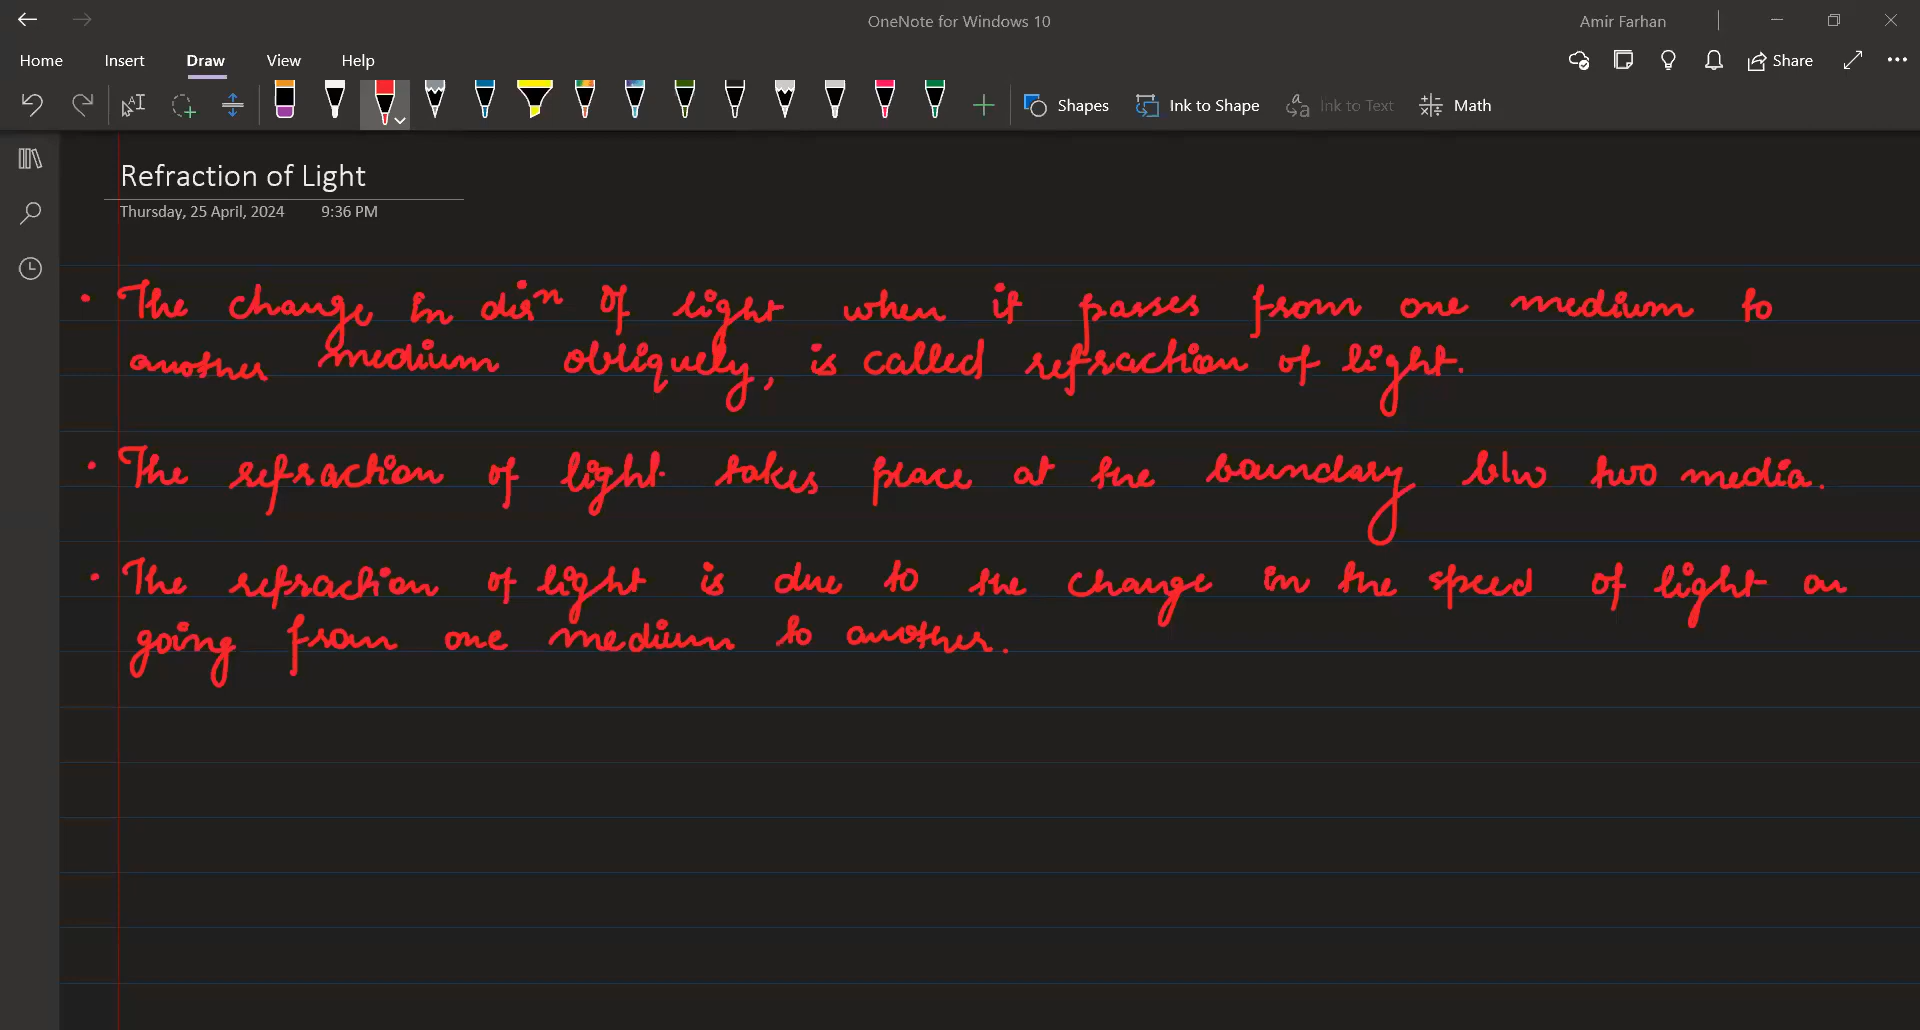 OneNote for Windows 10
Amir Farhan
Home Insert Draw View Help
Share
Shapes Ink to Shape Ink to Text Math
Refraction of Light
Thursday, 25 April, 2024 9:36 PM
• The change in dirⁿ of light when it passes from one medium to
another medium obliquely, is called refraction of light.
• The refraction of light takes place at the boundary b/w two media.
• The refraction of light is due to the change in the speed of light on
going from one medium to another.